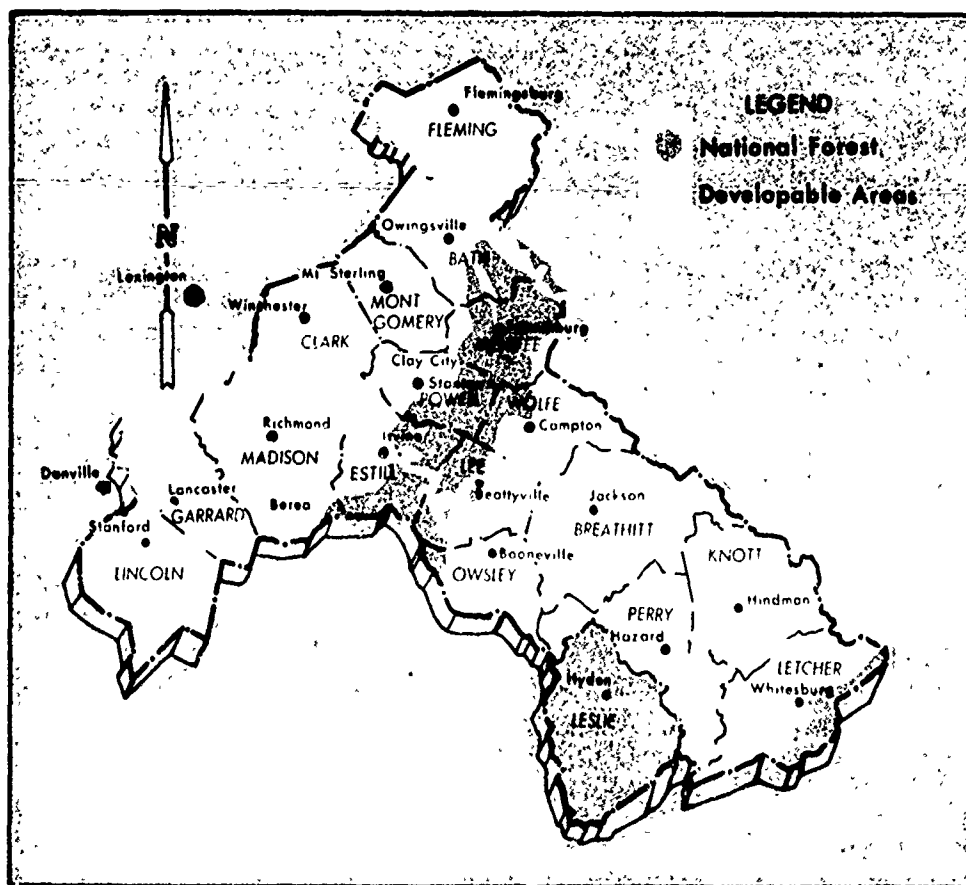 Flemingsburg
FLEMING
LEGEND
National Forest
Developable Areas
N
Owingsville
BATH
Lexington
Mt Sterling
MONT
GOMERY
Winchester
CLARK
Clay City
POWELL
WOLFE
Campton
Richmond
MADISON
Irvine
ESTILL
LEE
Beattyville
Jackson
BREATHITT
Danville
Lancaster
GARRARD
Berea
Stanford
LINCOLN
Booneville
OWSLEY
KNOTT
Hindman
PERRY
Hazard
LETCHER
Whitesburg
Hyden
LESLIE